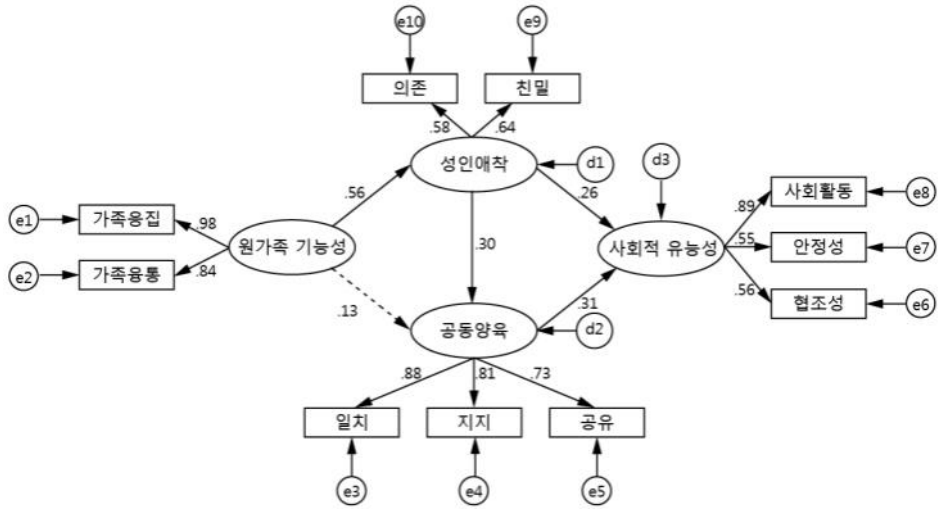 e10
e9
의존
친밀
.58
.64
성인애착
d1
d3
.56
.26
사회활동
e8
e1
가족응집
.98
.89
원가족 기능성
.30
사회적 유능성
.55
안정성
e7
e2
가족융통
.84
.56
협조성
e6
.13
.31
공동양육
d2
.88
.81
.73
일치
지지
공유
e3
e4
e5